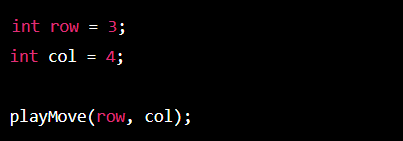 int row = 3;
int col = 4;
playMove(row, col);